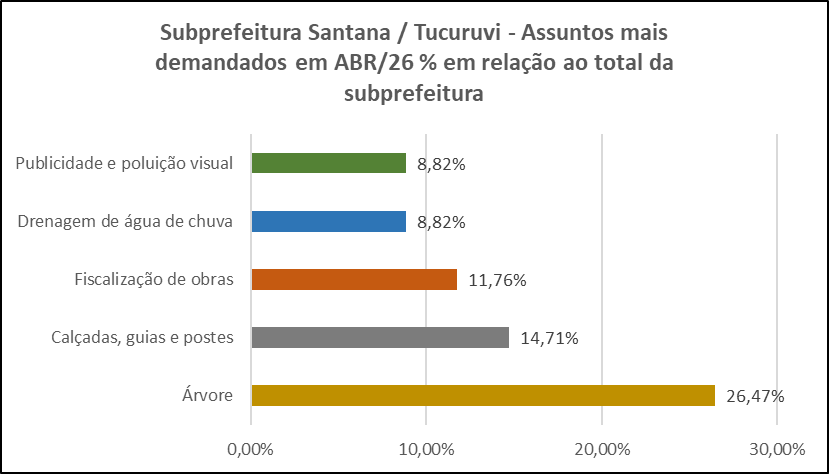 Subprefeitura Santana / Tucuruvi - Assuntos mais
demandados em ABR/26 % em relação ao total da
subprefeitura
Publicidade e poluição visual
8,82%
Drenagem de água de chuva
8,82%
Fiscalização de obras
11,76%
Calçadas, guias e postes
14,71%
Árvore
26,47%
0,00%
10,00%
20,00%
30,00%